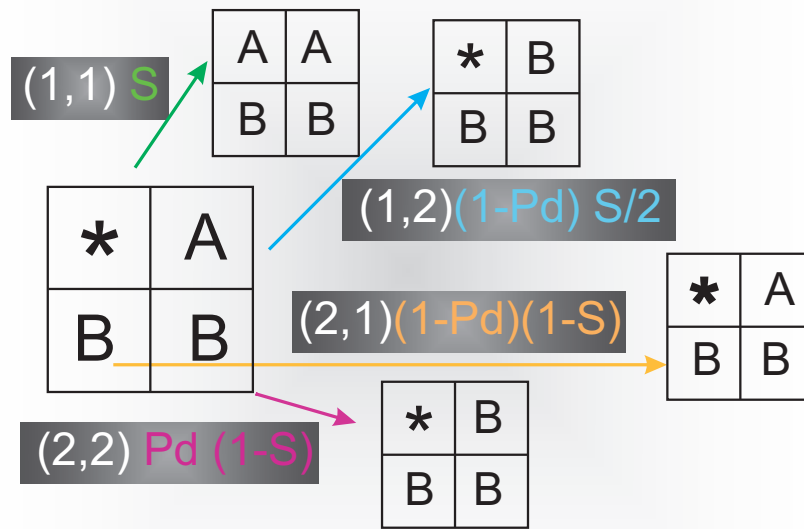 A A
B B
(1,1) S
* B
B B
(1,2)(1-Pd) S/2
* A
B B
(2,1)(1-Pd)(1-S)
* A
B B
(2,2) Pd (1-S)
* B
B B